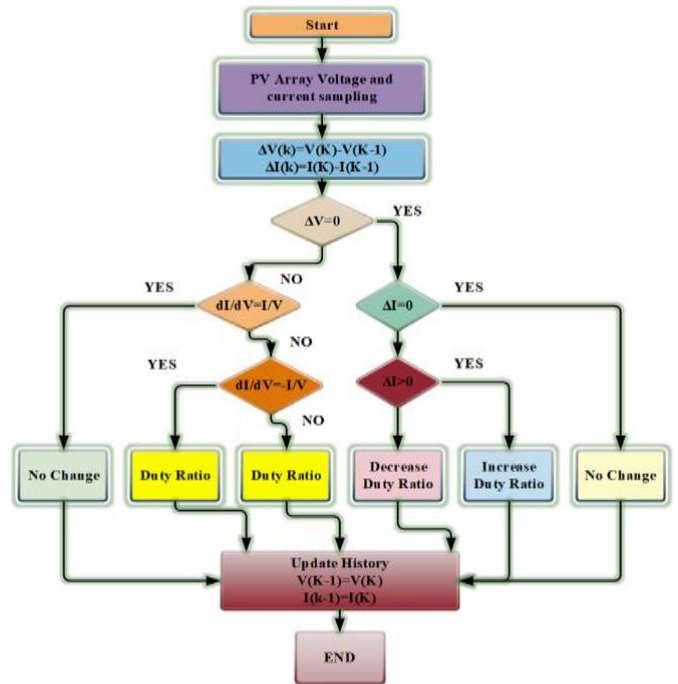 Start
PV Array Voltage and
current sampling
ΔV(k)=V(K)-V(K-1)
ΔI(k)=I(K)-I(K-1)
ΔV=0
YES
NO
YES
dI/dV=I/V
ΔI=0
YES
NO
YES
dI/dV=-I/V
ΔI>0
YES
NO
No Change
Duty Ratio
Duty Ratio
Decrease
Duty Ratio
Increase
Duty Ratio
No Change
Update History
V(K-1)=V(K)
I(k-1)=I(K)
END